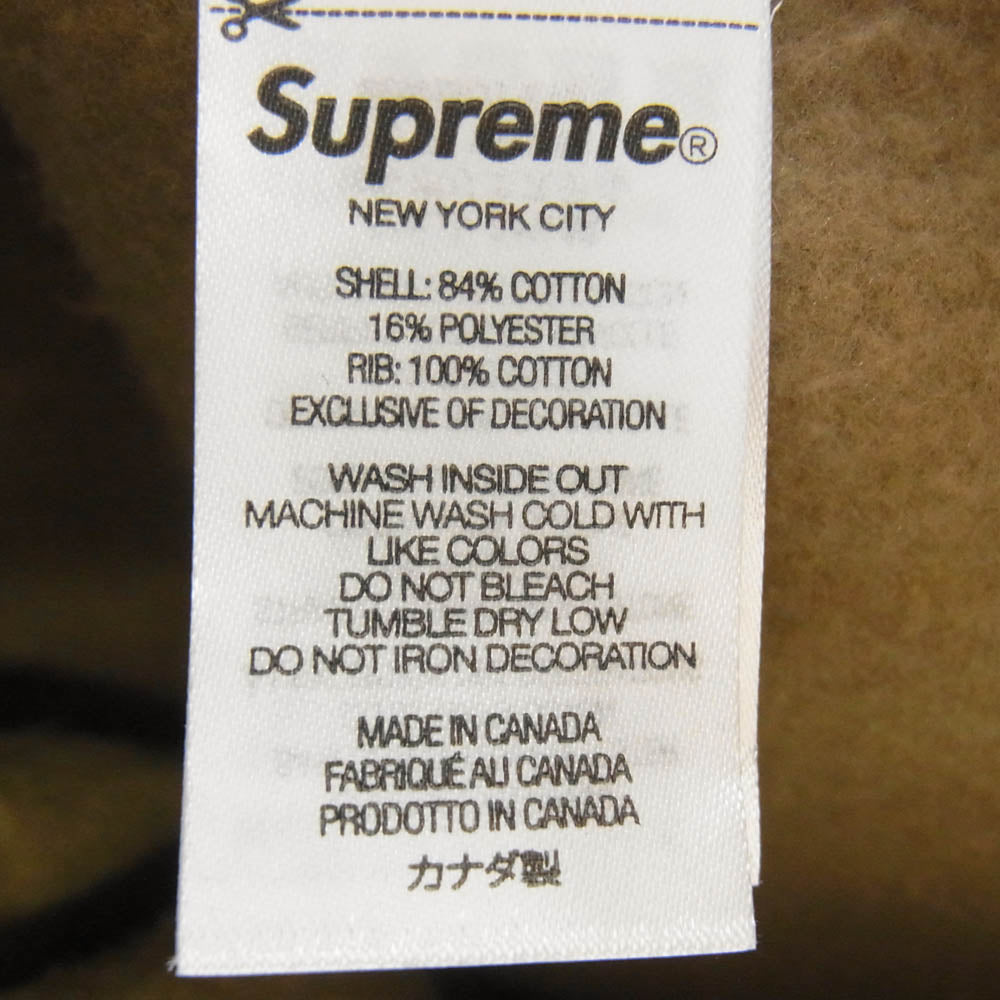 Supreme®
NEW YORK CITY
SHELL: 84% COTTON
16% POLYESTER
RIB: 100% COTTON
EXCLUSIVE OF DECORATION
WASH INSIDE OUT
MACHINE WASH COLD WITH
LIKE COLORS
DO NOT BLEACH
TUMBLE DRY LOW
DO NOT IRON DECORATION
MADE IN CANADA
FABRIQUÉ AU CANADA
PRODOTTO IN CANADA
カナダ製